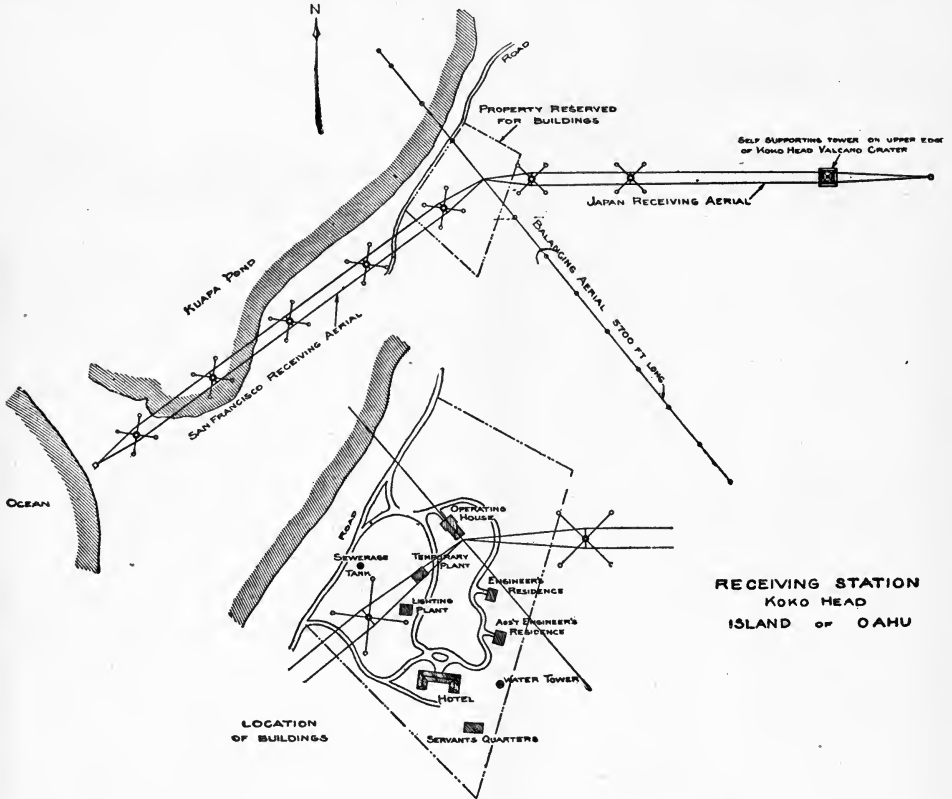 N
ROAD
PROPERTY RESERVED
FOR BUILDINGS
SELF SUPPORTING TOWER ON UPPER EDGE
OF KOKO HEAD VALCANO CRATER
JAPAN RECEIVING AERIAL
BALANCING AERIAL 5700 FT LONG
KUAPA POND
SAN FRANCISCO RECEIVING AERIAL
OCEAN
ROAD
OPERATING
HOUSE
SEWERAGE
TANK
TEMPORARY
PLANT
LIGHTING
PLANT
ENGINEER'S
RESIDENCE
ASS'T ENGINEER'S
RESIDENCE
WATER TOWER
HOTEL
SERVANTS QUARTERS
LOCATION
OF BUILDINGS
RECEIVING STATION
KOKO HEAD
ISLAND OF OAHU